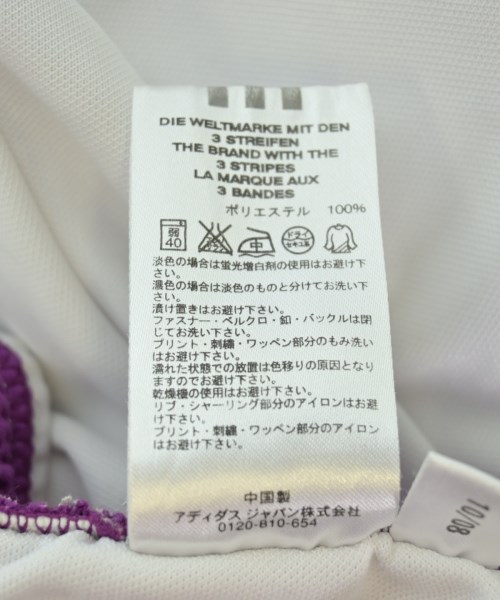 DIE WELTMARKE MIT DEN
3 STREIFEN
THE BRAND WITH THE
3 STRIPES
LA MARQUE AUX
3 BANDES
ポリエステル 100%
弱
40
中
ドライ
セキユ系
淡色の場合は蛍光増白剤の使用はお避け下
さい。
濃色の場合は淡色のものと分けてお洗い下
さい。
漬け置きはお避け下さい。
ファスナー・ベルクロ・釦・バックルは閉
じてお洗い下さい。
プリント・刺繍・ワッペン部分のもみ洗い
はお避け下さい。
濡れた状態での放置は色移りの原因となり
ますのでお避け下さい。
乾燥機の使用はお避け下さい。
リブ・シャーリング部分のアイロンはお避
け下さい。
プリント・刺繍・ワッペン部分のアイロン
はお避け下さい。
中国製
アディダス ジャパン株式会社
0120-810-654
10/08